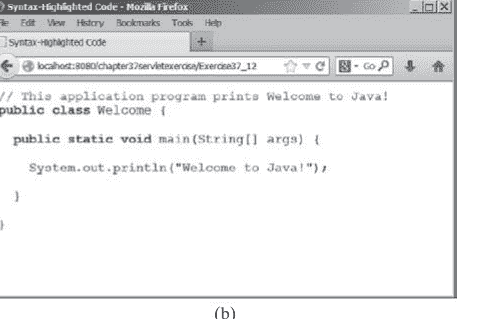 Syntax-Highlighted Code - Mozilla Firefox
File Edit View History Bookmarks Tools Help
Syntax-Highlighted Code +
localhost:8080/chapter37servletexercise/Exercise37_12 Go
// This application program prints Welcome to Java!
public class Welcome {
public static void main(String[] args) {
System.out.println("Welcome to Java!");
}
}
(b)